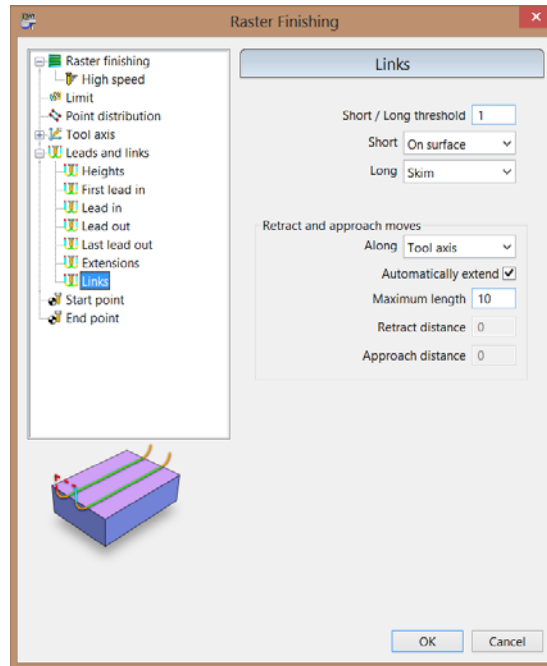 Raster Finishing
Raster finishing
High speed
Limit
Point distribution
Tool axis
Leads and links
Heights
First lead in
Lead in
Lead out
Last lead out
Extensions
Links
Start point
End point
Links
Short / Long threshold 1
Short On surface
Long Skim
Retract and approach moves
Along Tool axis
Automatically extend
Maximum length 10
Retract distance 0
Approach distance 0
OK Cancel